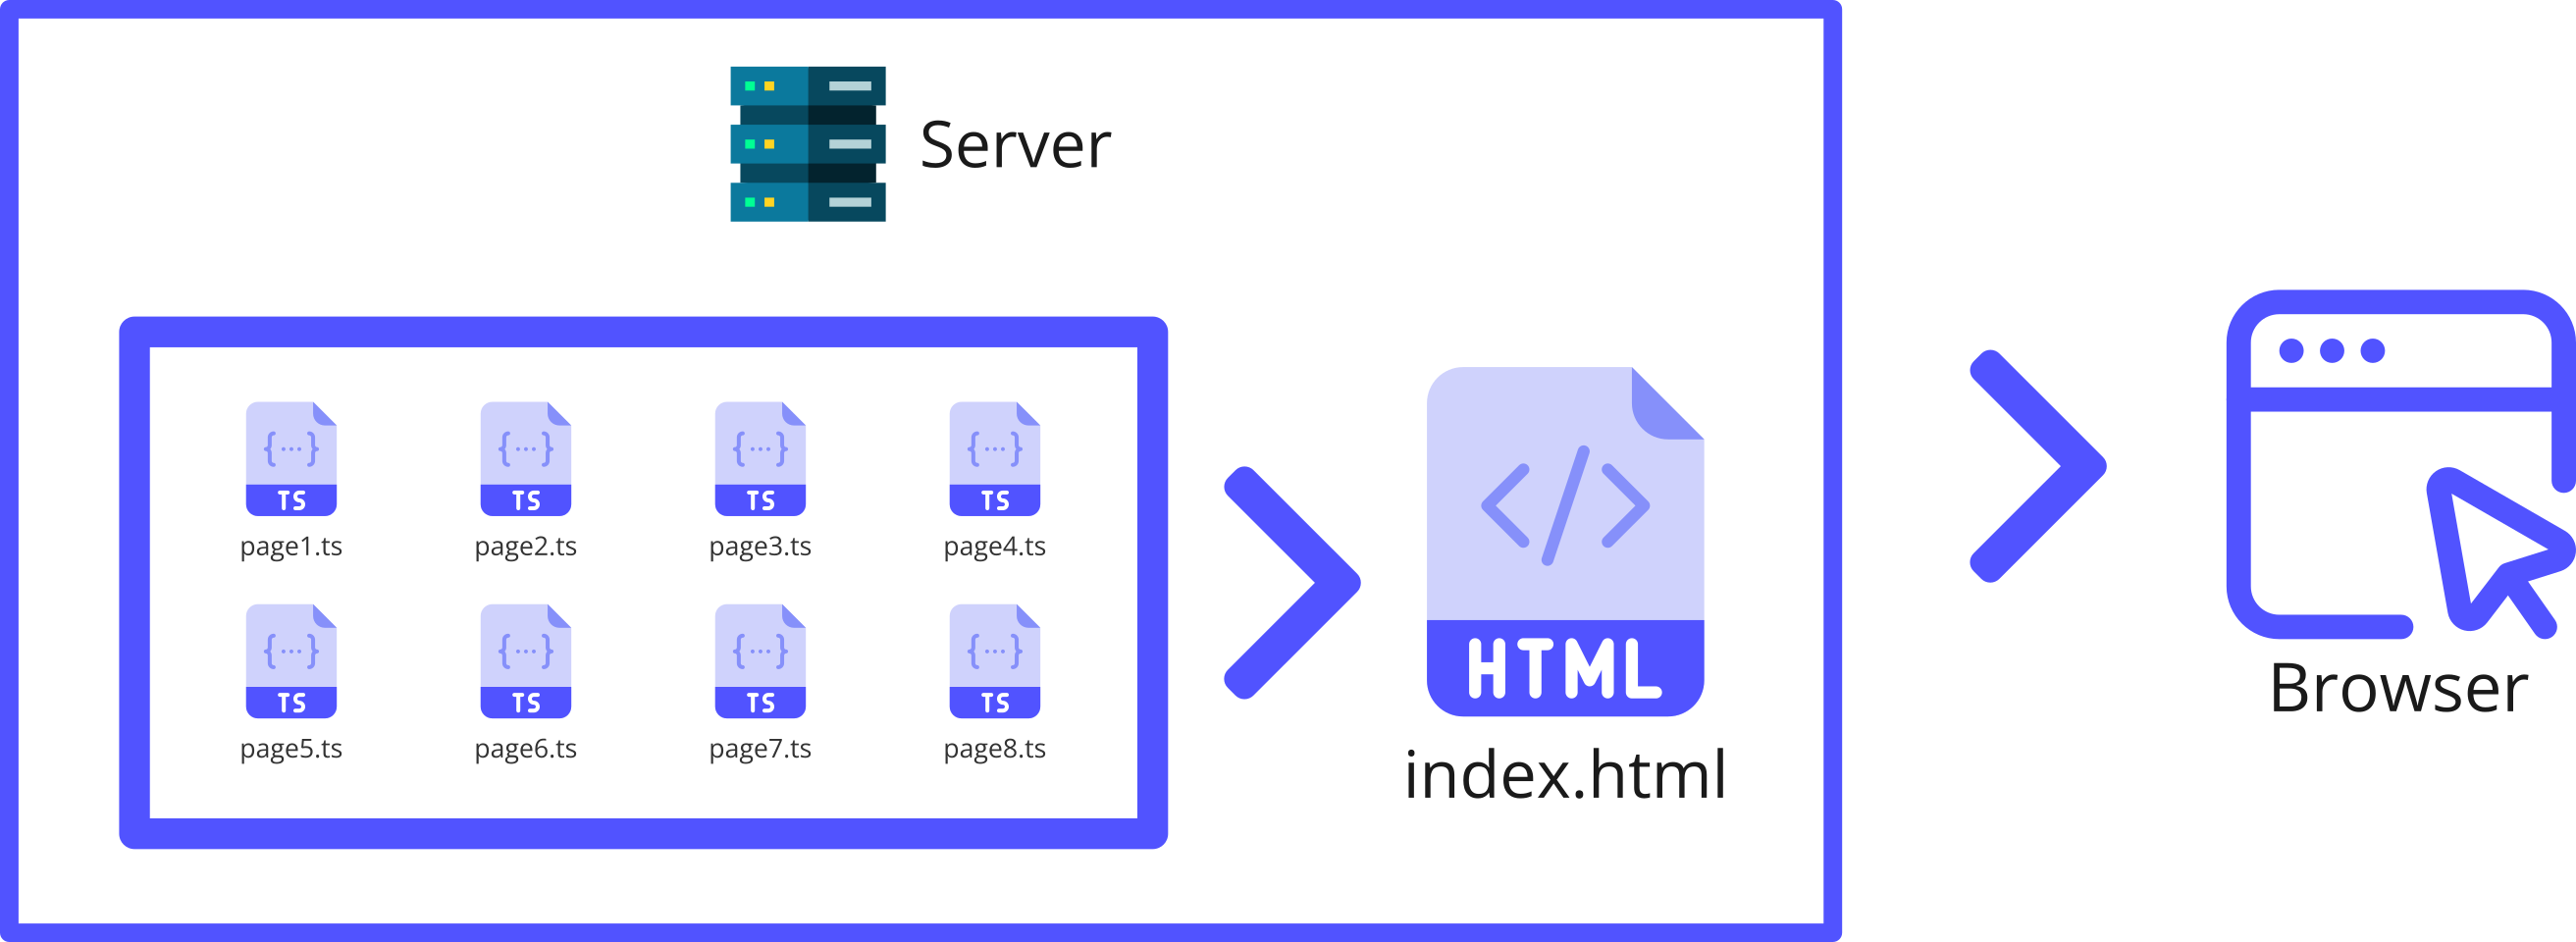 Server
TS
TS
TS
TS
page1.ts
page2.ts
page3.ts
page4.ts
TS
TS
TS
TS
page5.ts
page6.ts
page7.ts
page8.ts
HTML
index.html
Browser